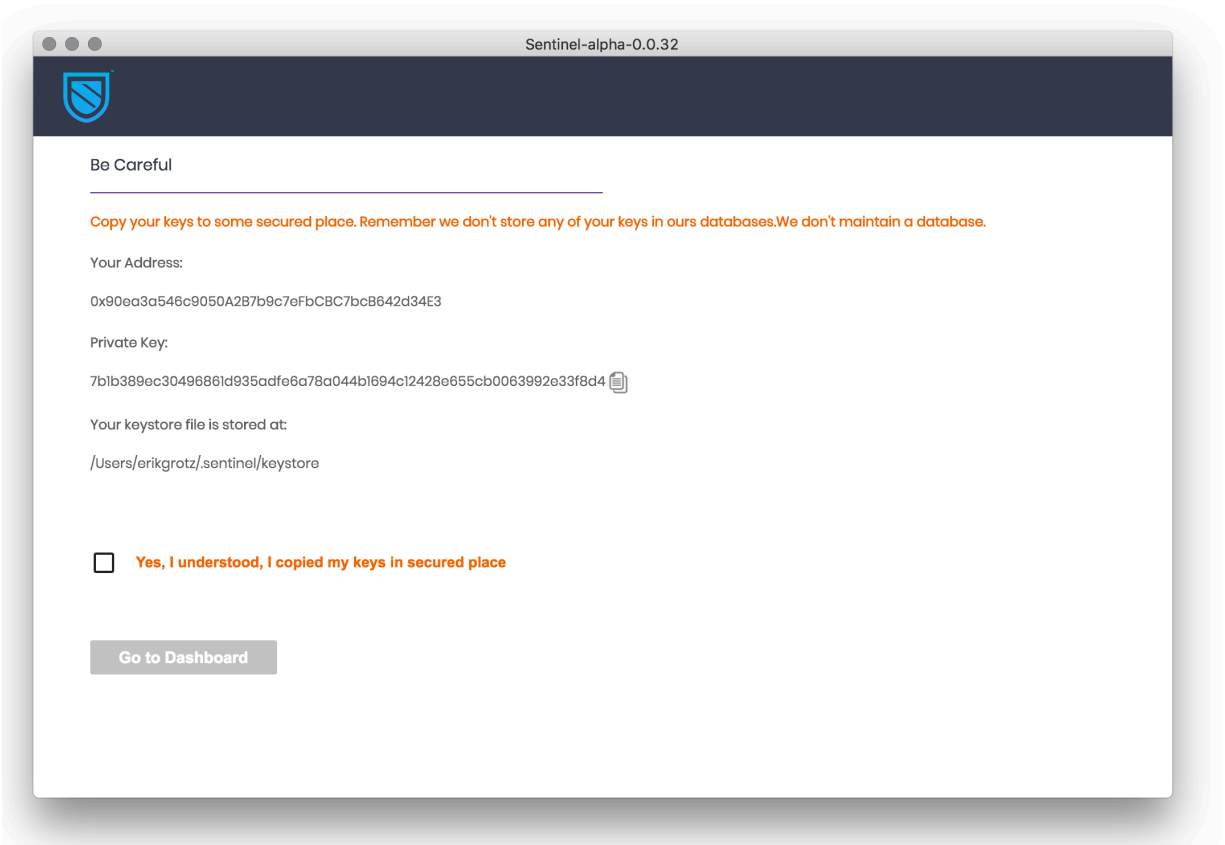 Sentinel-alpha-0.0.32
Be Careful
Copy your keys to some secured place. Remember we don't store any of your keys in ours databases.We don't maintain a database.
Your Address:
0x90ea3a546c9050A2B7b9c7eFbCBC7bcB642d34E3
Private Key:
7b1b389ec30496861d935adfe6a78a044b1694c12428e655cb0063992e33f8d4
Your keystore file is stored at:
/Users/erikgrotz/.sentinel/keystore
Yes, I understood, I copied my keys in secured place
Go to Dashboard